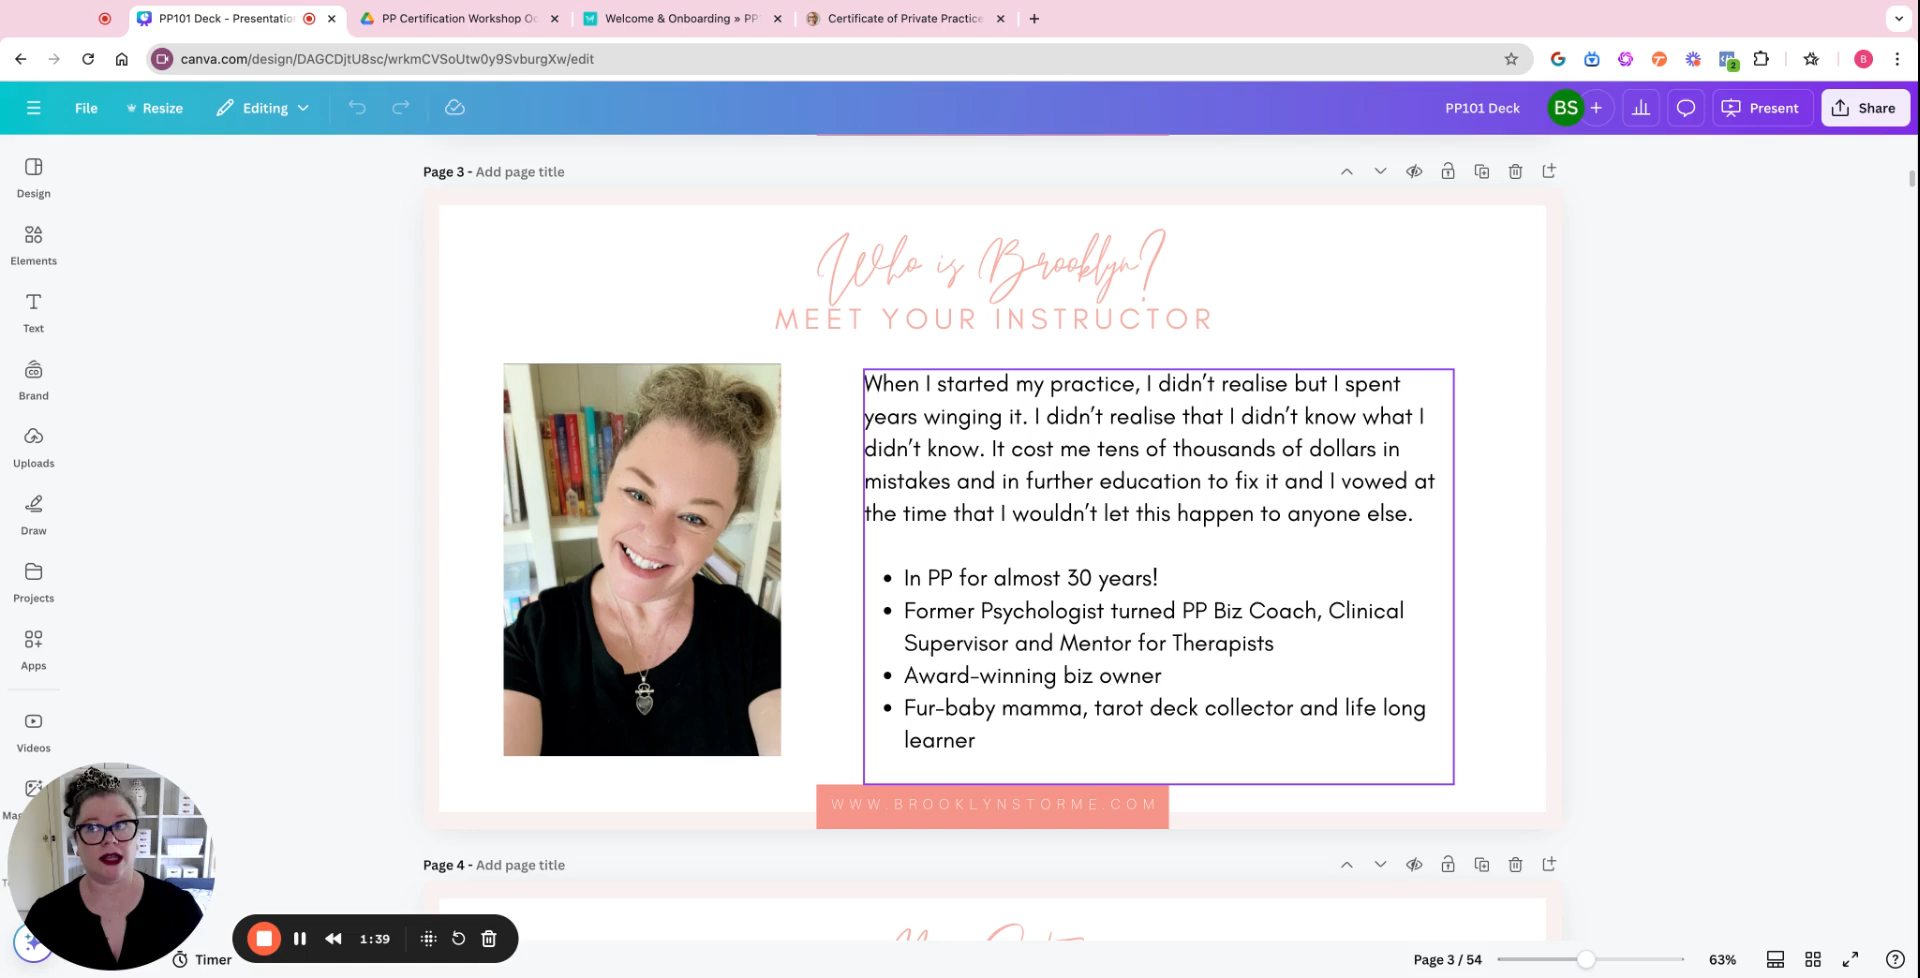 PP101 Deck - Presentation
PP Certification Workshop Oc
Welcome & Onboarding » PP
Certificate of Private Practice
canva.com/design/DAGCDjtU8sc/wrkmCVSoUtw0y9SvburgXw/edit
2
B
File
Resize
Editing
PP101 Deck
BS
Present
Share
Design
Elements
Text
Brand
Uploads
Draw
Projects
Apps
Videos
Page 3 - Add page title
Who is Brooklyn?
MEET YOUR INSTRUCTOR
When I started my practice, I didn't realise but I spent
years winging it. I didn't realise that I didn't know what I
didn't know. It cost me tens of thousands of dollars in
mistakes and in further education to fix it and I vowed at
the time that I wouldn't let this happen to anyone else.
• In PP for almost 30 years!
• Former Psychologist turned PP Biz Coach, Clinical
Supervisor and Mentor for Therapists
• Award-winning biz owner
• Fur-baby mamma, tarot deck collector and life long
learner
WWW.BROOKLYNSTORME.COM
Page 4 - Add page title
1:39
Timer
Page 3 / 54
63%